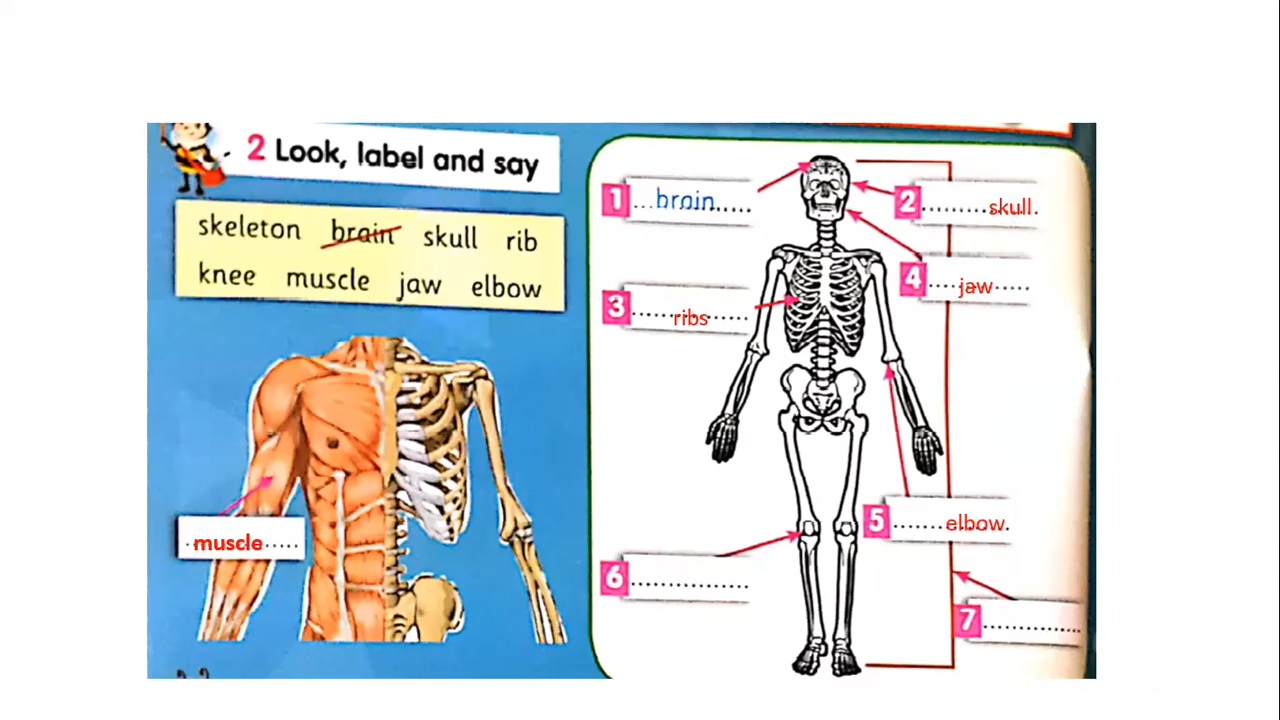 2 Look, label and say
skeleton brain skull rib
knee muscle jaw elbow
muscle.....
1 ...brain.....
2 .........skull.
3 ......ribs......
4 ....jaw.....
5 ......elbow.
6 ................
7 .............